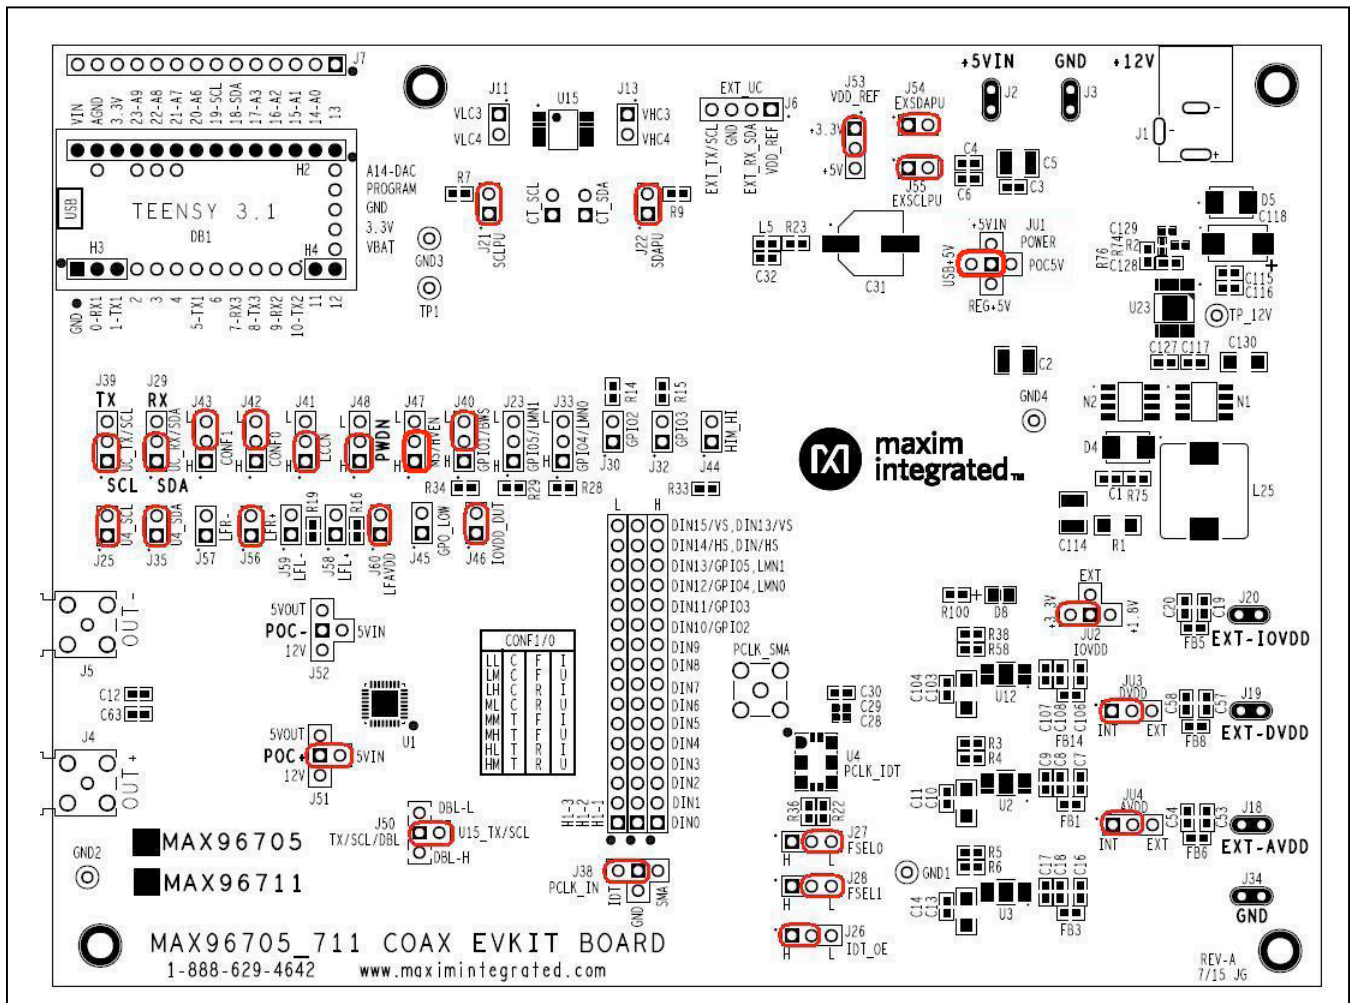 J7
VIN AGND 3.3V 23-A9 22-A8 21-A7 20-A6 19-SCL 18-SDA 17-A3 16-A2 15-A1 14-A0 13
H2
A14-DAC
PROGRAM
GND
3.3V
VBAT
USB
TEENSY 3.1
DB1
H3
H4
GND 0-RX1 1-TX1 2 3 4 5-TX1 6 7-RX3 8-TX3 9-RX2 10-TX2 11 12
GND3
TP1
J11
VLC3
VLC4
U15
J13
VHC3
VHC4
R7
J21
SCLPU
CT_SCL
CT_SDA
J22
SDAPU
R9
EXT_UC
J6
EXT_TX/SCL
GND
EXT_RX_SDA
VDD_REF
J53
VDD_REF
+3.3V
+5V
J54
EXSDAPU
J55
EXSCLPU
+5VIN
J2
GND
J3
+12V
J1
-
-
+
C4
C6
C5
C3
L5
R23
C32
C31
+5VIN
JU1
POWER
USB+5V
POC5V
REG+5V
D5
C118
C129
R2
R76
R74
C128
+
C115
C116
U23
TP_12V
C127
C117
C130
C2
GND4
N2
N1
D4
C1
R75
L25
C114
R1
J39
TX
UC_TX/SCL
SCL
J29
RX
UC_RX/SDA
SDA
J43
L
H
CONF1
J42
L
H
CONF0
J41
L
H
LCCN
J48
L
H
PWDN
J47
L
H
MS/HVEN
J40
L
H
GPIO1/BWS
J23
L
H
GPIO5/LMN1
J33
L
H
GPIO4/LMN0
R14
GPIO2
J30
R15
GPIO3
J32
HIM_HI
J44
R34
R29
R28
R33
maxim
integrated™
U4_SCL
J25
U4_SDA
J35
LFR-
J57
LFR+
J56
R19
J59
LFL-
R16
J58
LFL+
J60
LFAVDD
GPO_LOW
J45
IOVDD_DUT
J46
L H
DIN15/VS,DIN13/VS
DIN14/HS,DIN/HS
DIN13/GPIO5,LMN1
DIN12/GPIO4,LMN0
DIN11/GPIO3
DIN10/GPIO2
DIN9
DIN8
DIN7
DIN6
DIN5
DIN4
DIN3
DIN2
DIN1
DIN0
H1-3
H1-2
H1-1
OUT-
J5
C12
C63
J4
OUT+
5VOUT
POC-
5VIN
12V
J52
U1
5VOUT
POC+
5VIN
12V
J51
CONF1/0
LL C F I
LM C F U
LH C R I
ML C R U
MM T F I
MH T F U
HL T R I
HM T R U
PCLK_SMA
C30
C29
C28
U4
PCLK_IDT
R36
R22
J50
DBL-L
TX/SCL/DBL
U15_TX/SCL
DBL-H
J38
PCLK_IN
IDT
GND
SMA
J27
FSEL0
H L
J28
FSEL1
H L
J26
IDT_OE
H L
EXT
+3.3V
+1.8V
JU2
IOVDD
R100
+
D8
R38
R58
C104
C103
U12
C107
C108
C106
FB14
R3
R4
C11
C10
U2
C9
C8
C7
FB1
R5
R6
GND1
C14
C13
U3
C17
C18
C16
FB3
C20
C19
FB5
J20
EXT-IOVDD
JU3
DVDD
INT
EXT
C58
C57
FB8
J19
EXT-DVDD
JU4
AVDD
INT
EXT
C54
C53
FB6
J18
EXT-AVDD
J34
GND
GND2
MAX96705
MAX96711
MAX96705_711 COAX EVKIT BOARD
1-888-629-4642 www.maximintegrated.com
REV-A
7/15 JG